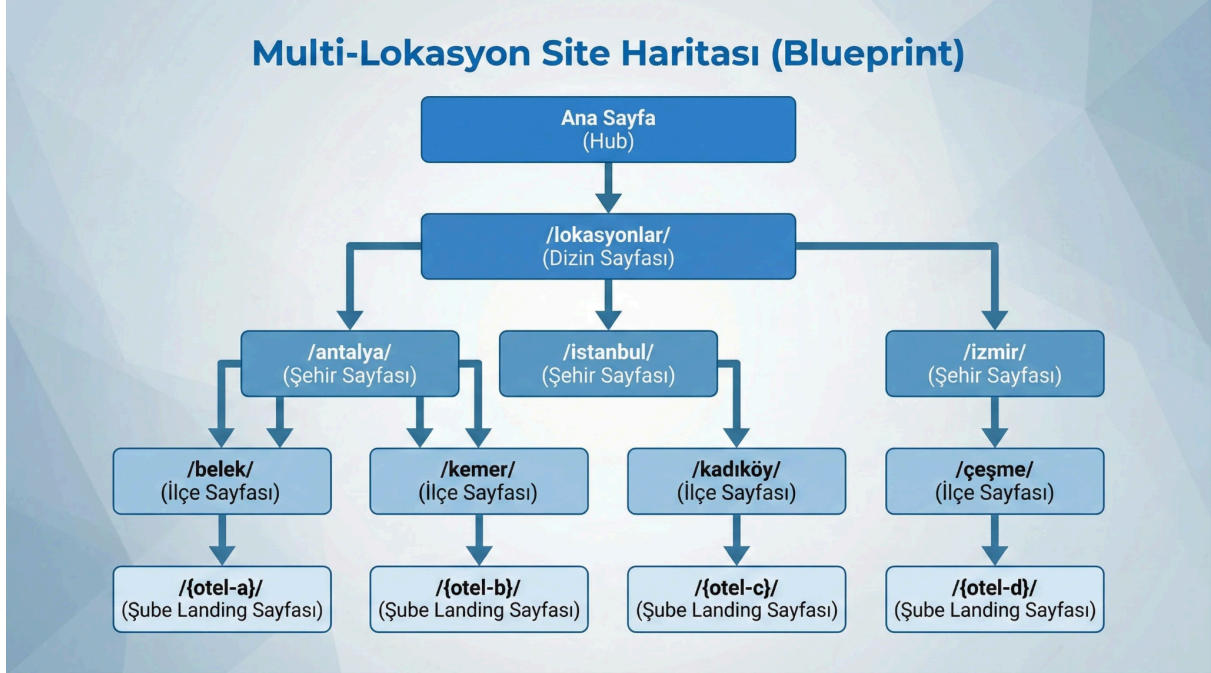 Multi-Lokasyon Site Haritası (Blueprint)
Ana Sayfa
(Hub)
/lokasyonlar/
(Dizin Sayfası)
/antalya/
(Şehir Sayfası)
/istanbul/
(Şehir Sayfası)
/izmir/
(Şehir Sayfası)
/belek/
(İlçe Sayfası)
/kemer/
(İlçe Sayfası)
/kadıköy/
(İlçe Sayfası)
/çeşme/
(İlçe Sayfası)
/{otel-a}/
(Şube Landing Sayfası)
/{otel-b}/
(Şube Landing Sayfası)
/{otel-c}/
(Şube Landing Sayfası)
/{otel-d}/
(Şube Landing Sayfası)